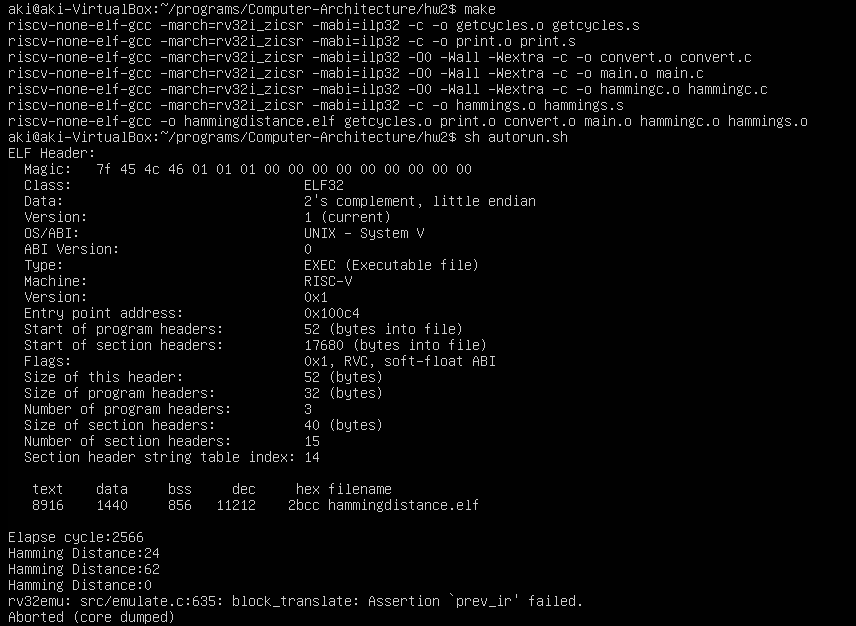 aki@aki-VirtualBox:~/programs/Computer-Architecture/hw2$ make
riscv-none-elf-gcc -march=rv32i_zicsr -mabi=ilp32 -c -o getcycles.o getcycles.s
riscv-none-elf-gcc -march=rv32i_zicsr -mabi=ilp32 -c -o print.o print.s
riscv-none-elf-gcc -march=rv32i_zicsr -mabi=ilp32 -O0 -Wall -Wextra -c -o convert.o convert.c
riscv-none-elf-gcc -march=rv32i_zicsr -mabi=ilp32 -O0 -Wall -Wextra -c -o main.o main.c
riscv-none-elf-gcc -march=rv32i_zicsr -mabi=ilp32 -O0 -Wall -Wextra -c -o hammingc.o hammingc.c
riscv-none-elf-gcc -march=rv32i_zicsr -mabi=ilp32 -c -o hammings.o hammings.s
riscv-none-elf-gcc -o hammingdistance.elf getcycles.o print.o convert.o main.o hammingc.o hammings.o
aki@aki-VirtualBox:~/programs/Computer-Architecture/hw2$ sh autorun.sh
ELF Header:
  Magic:   7f 45 4c 46 01 01 01 00 00 00 00 00 00 00 00 00
  Class:                             ELF32
  Data:                              2's complement, little endian
  Version:                           1 (current)
  OS/ABI:                            UNIX - System V
  ABI Version:                       0
  Type:                              EXEC (Executable file)
  Machine:                           RISC-V
  Version:                           0x1
  Entry point address:               0x100c4
  Start of program headers:          52 (bytes into file)
  Start of section headers:          17680 (bytes into file)
  Flags:                             0x1, RVC, soft-float ABI
  Size of this header:               52 (bytes)
  Size of program headers:           32 (bytes)
  Number of program headers:         3
  Size of section headers:           40 (bytes)
  Number of section headers:         15
  Section header string table index: 14
   text    data     bss     dec     hex filename
   8916    1440     856   11212    2bcc hammingdistance.elf
Elapse cycle:2566
Hamming Distance:24
Hamming Distance:62
Hamming Distance:0
rv32emu: src/emulate.c:635: block_translate: Assertion `prev_ir' failed.
Aborted (core dumped)